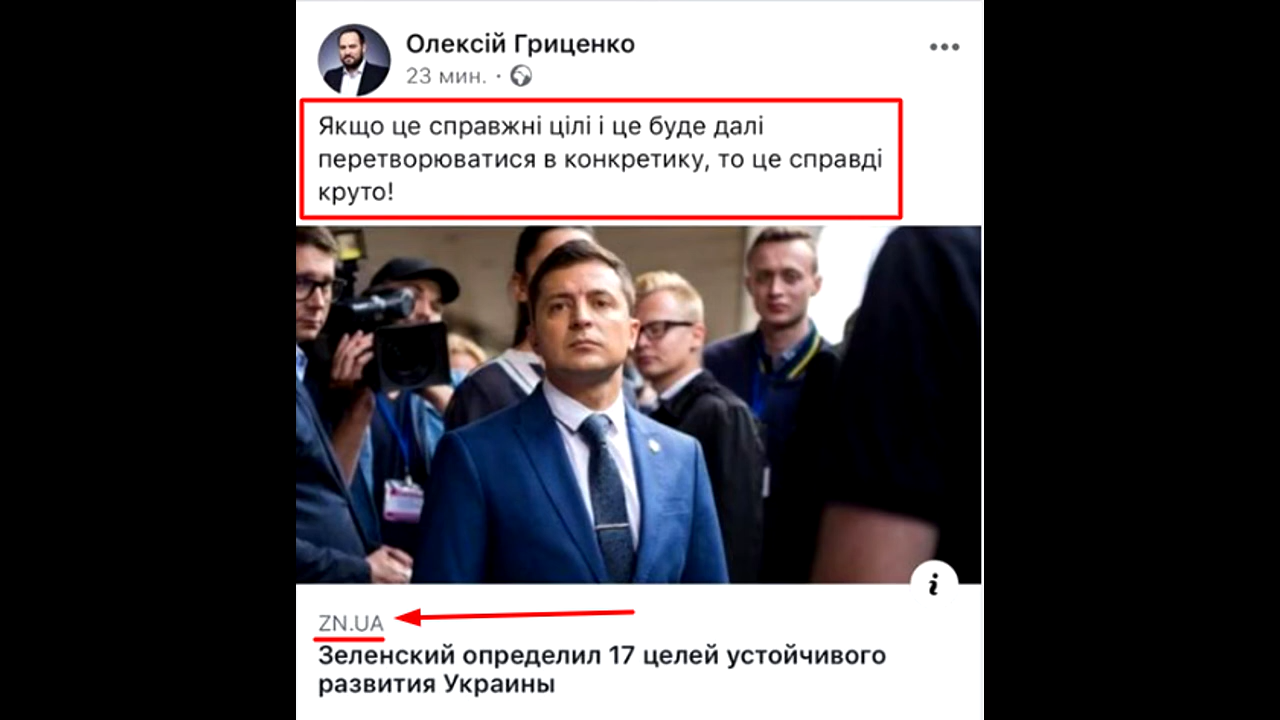 Олексій Гриценко
23 мин. ·
Якщо це справжні цілі і це буде далі
перетворюватися в конкретику, то це справді
круто!
i
ZN.UA
Зеленский определил 17 целей устойчивого
развития Украины